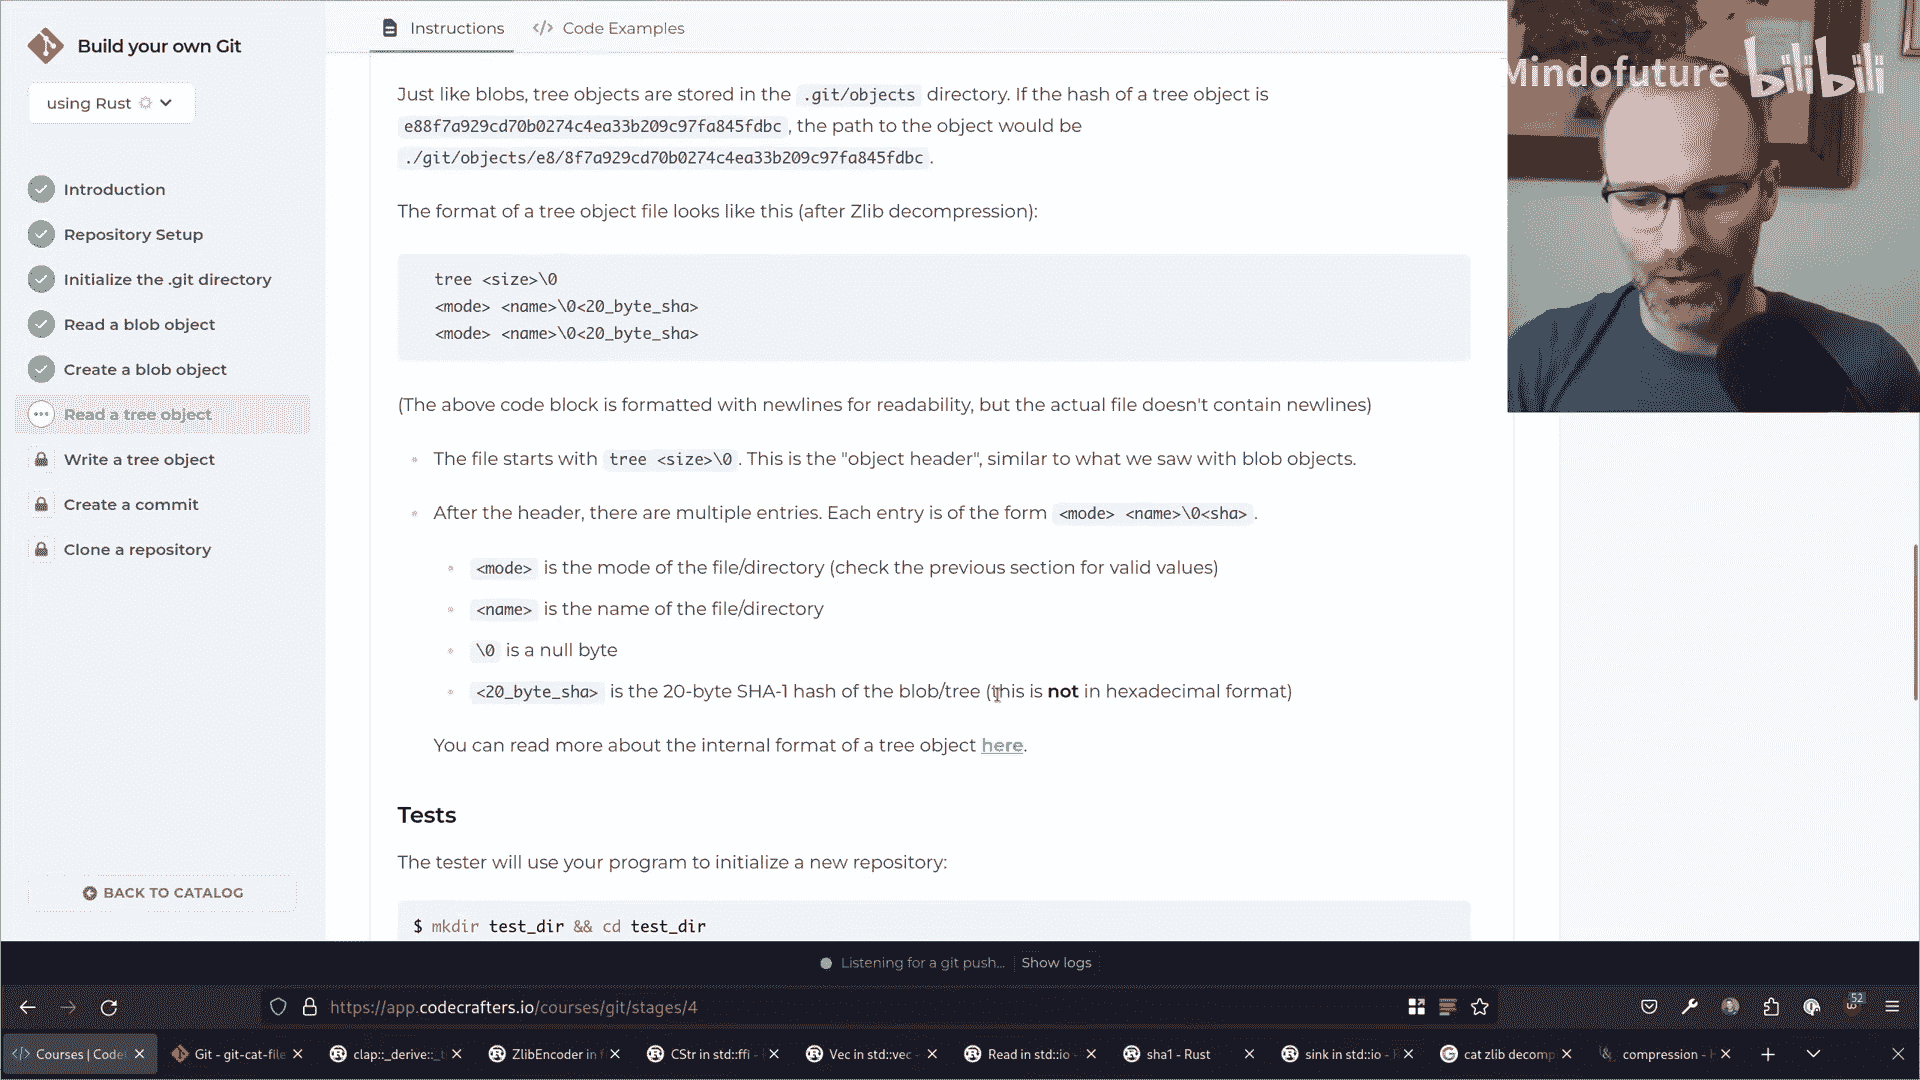 Build your own Git
using Rust
Introduction
Repository Setup
Initialize the .git directory
Read a blob object
Create a blob object
Read a tree object
Write a tree object
Create a commit
Clone a repository
BACK TO CATALOG
Instructions
</> Code Examples
Mindofuture bilibili
Just like blobs, tree objects are stored in the .git/objects directory. If the hash of a tree object is
e88f7a929cd70b0274c4ea33b209c97fa845fdbc, the path to the object would be
./git/objects/e8/8f7a929cd70b0274c4ea33b209c97fa845fdbc.
The format of a tree object file looks like this (after Zlib decompression):
tree <size>\0
<mode> <name>\0<20_byte_sha>
<mode> <name>\0<20_byte_sha>
(The above code block is formatted with newlines for readability, but the actual file doesn't contain newlines)
The file starts with tree <size>\0. This is the "object header", similar to what we saw with blob objects.
After the header, there are multiple entries. Each entry is of the form <mode> <name>\0<sha>.
<mode> is the mode of the file/directory (check the previous section for valid values)
<name> is the name of the file/directory
\0 is a null byte
<20_byte_sha> is the 20-byte SHA-1 hash of the blob/tree (this is not in hexadecimal format)
You can read more about the internal format of a tree object here.
Tests
The tester will use your program to initialize a new repository:
$ mkdir test_dir && cd test_dir
Listening for a git push... Show logs
https://app.codecrafters.io/courses/git/stages/4
52
</> Courses | Code
Git - git-cat-file
clap::_derive::_t
ZlibEncoder in f
CStr in std::ffi -
Vec in std::vec -
Read in std::io -
sha1 - Rust
sink in std::io - F
cat zlib decomp
compression - H